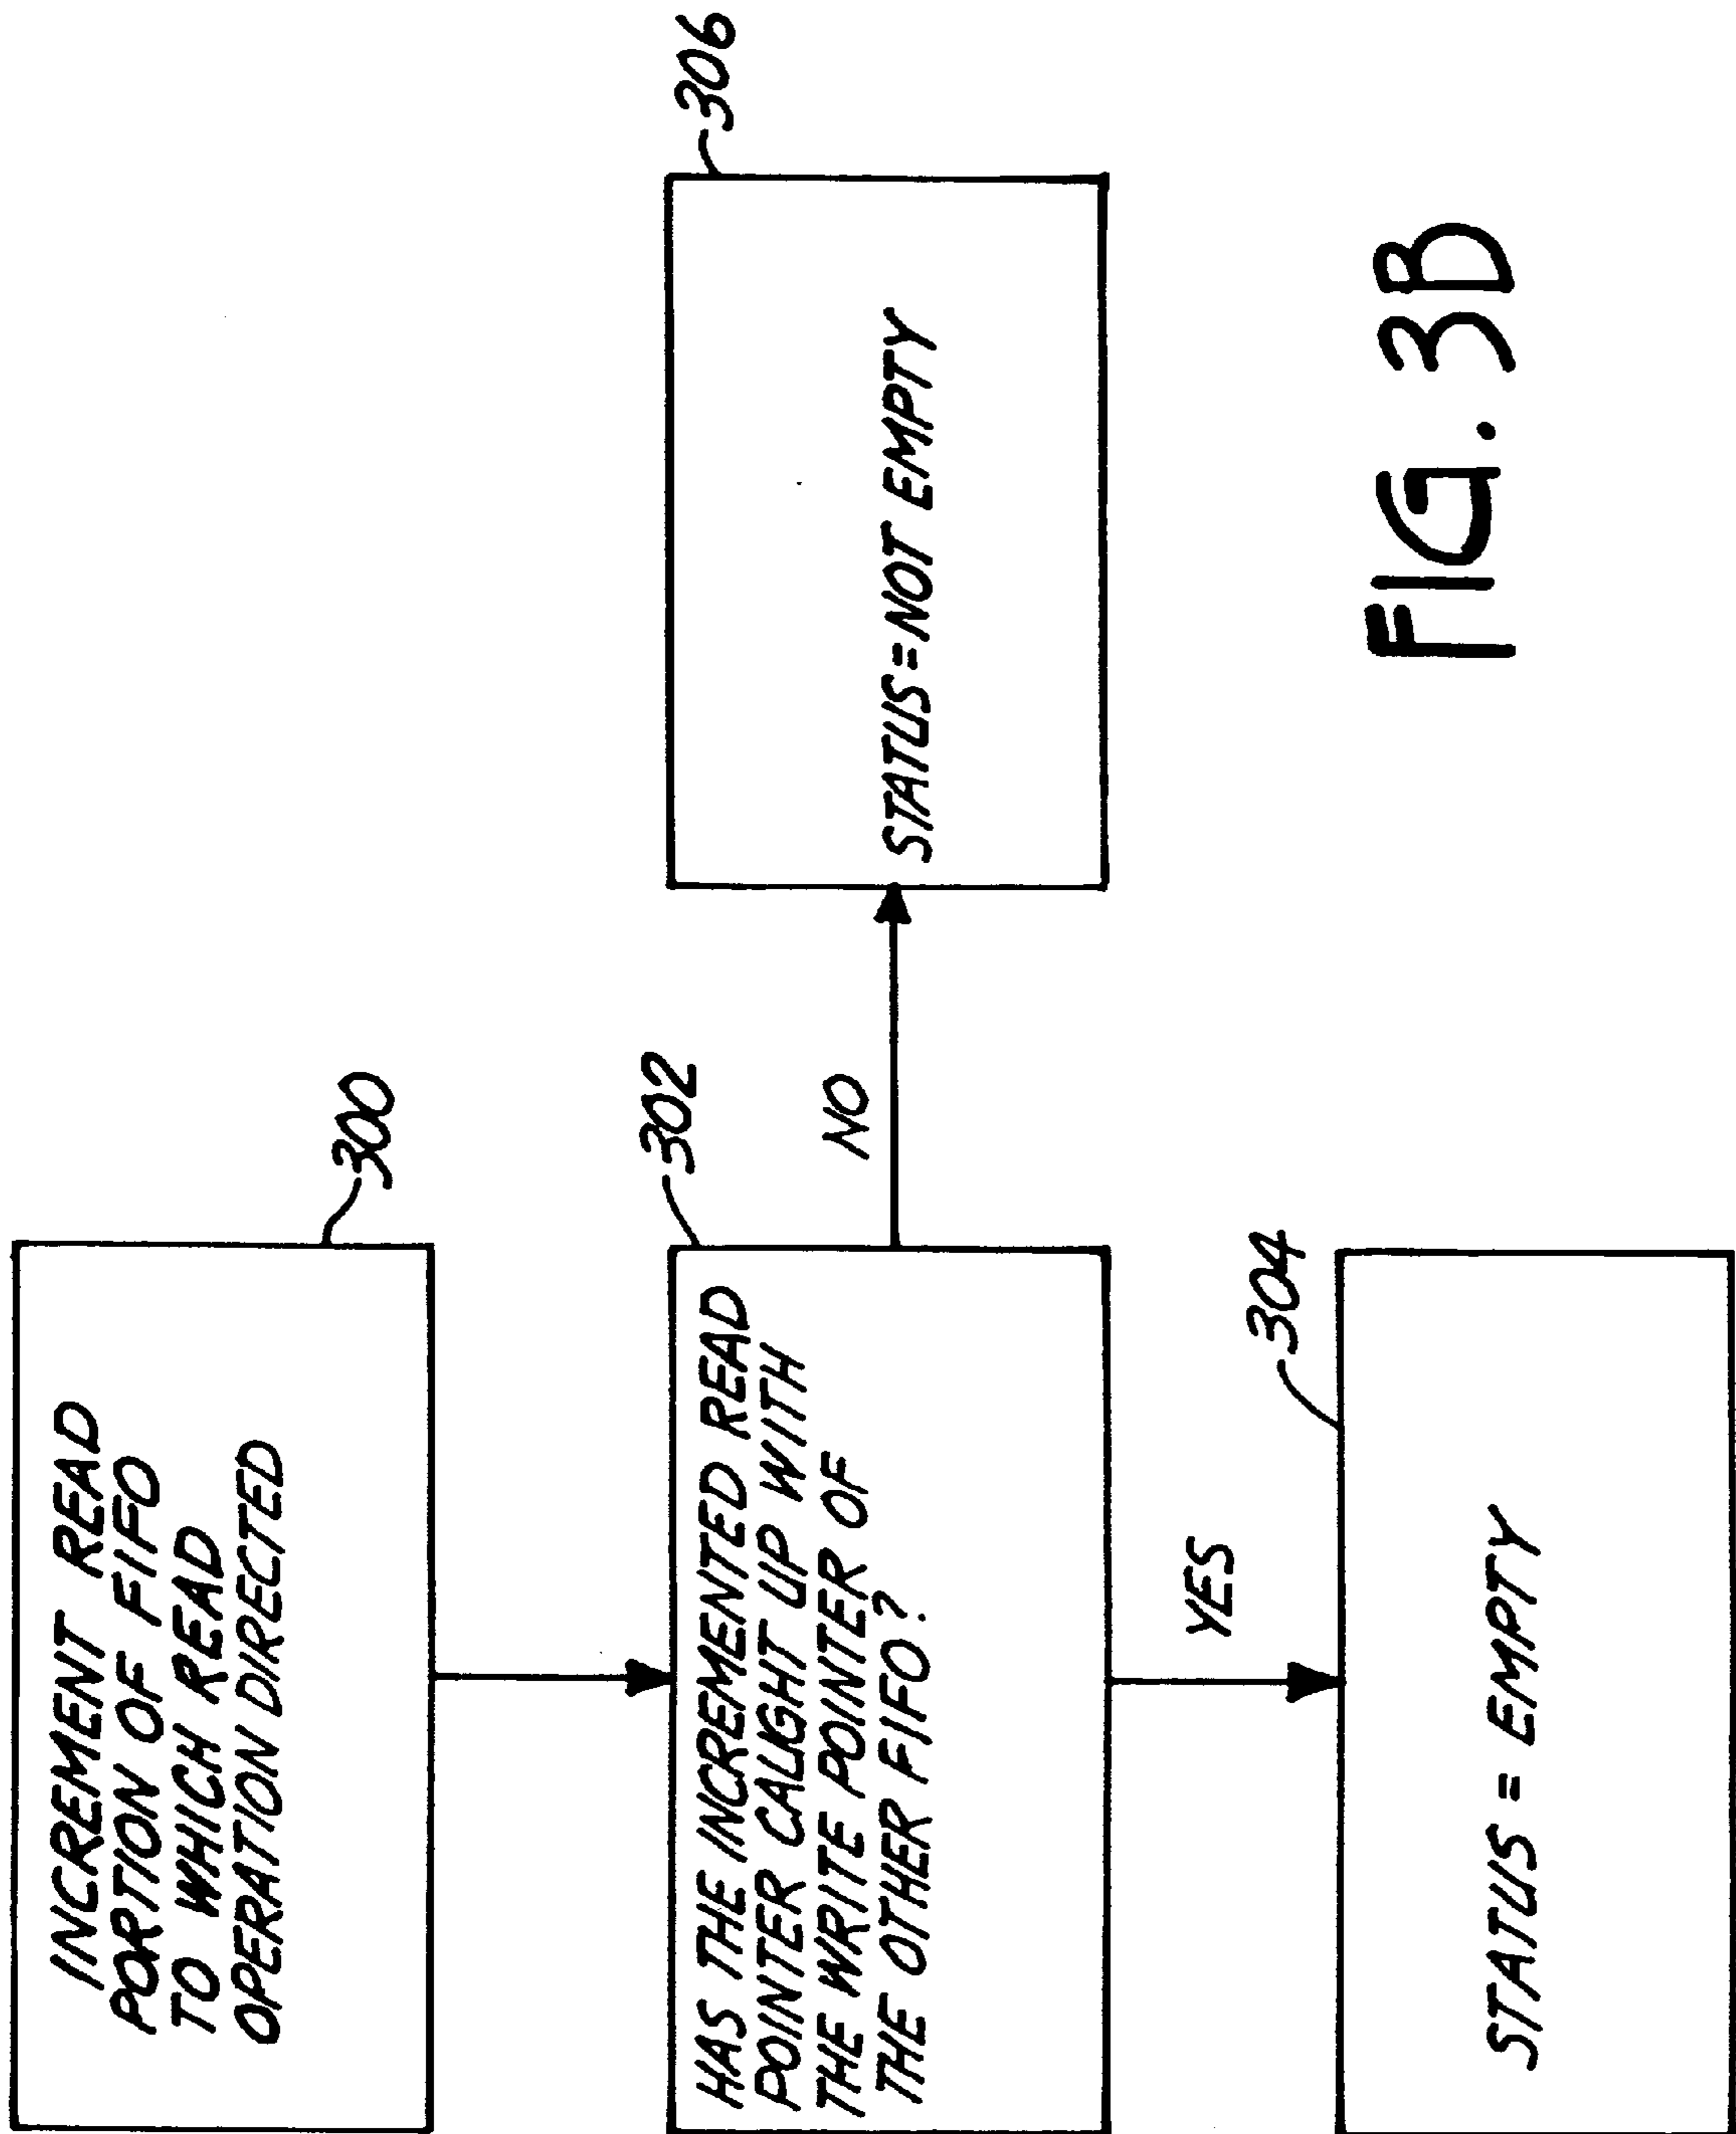 INCREMENT READ
PORTION OF FIFO
TO WHICH READ
OPERATION DIRECTED
300
HAS THE INCREMENTED READ
POINTER CAUGHT UP WITH
THE WRITE POINTER OF
THE OTHER FIFO?
302
NO
STATUS=NOT EMPTY
306
YES
304
STATUS = EMPTY
FIG. 3B